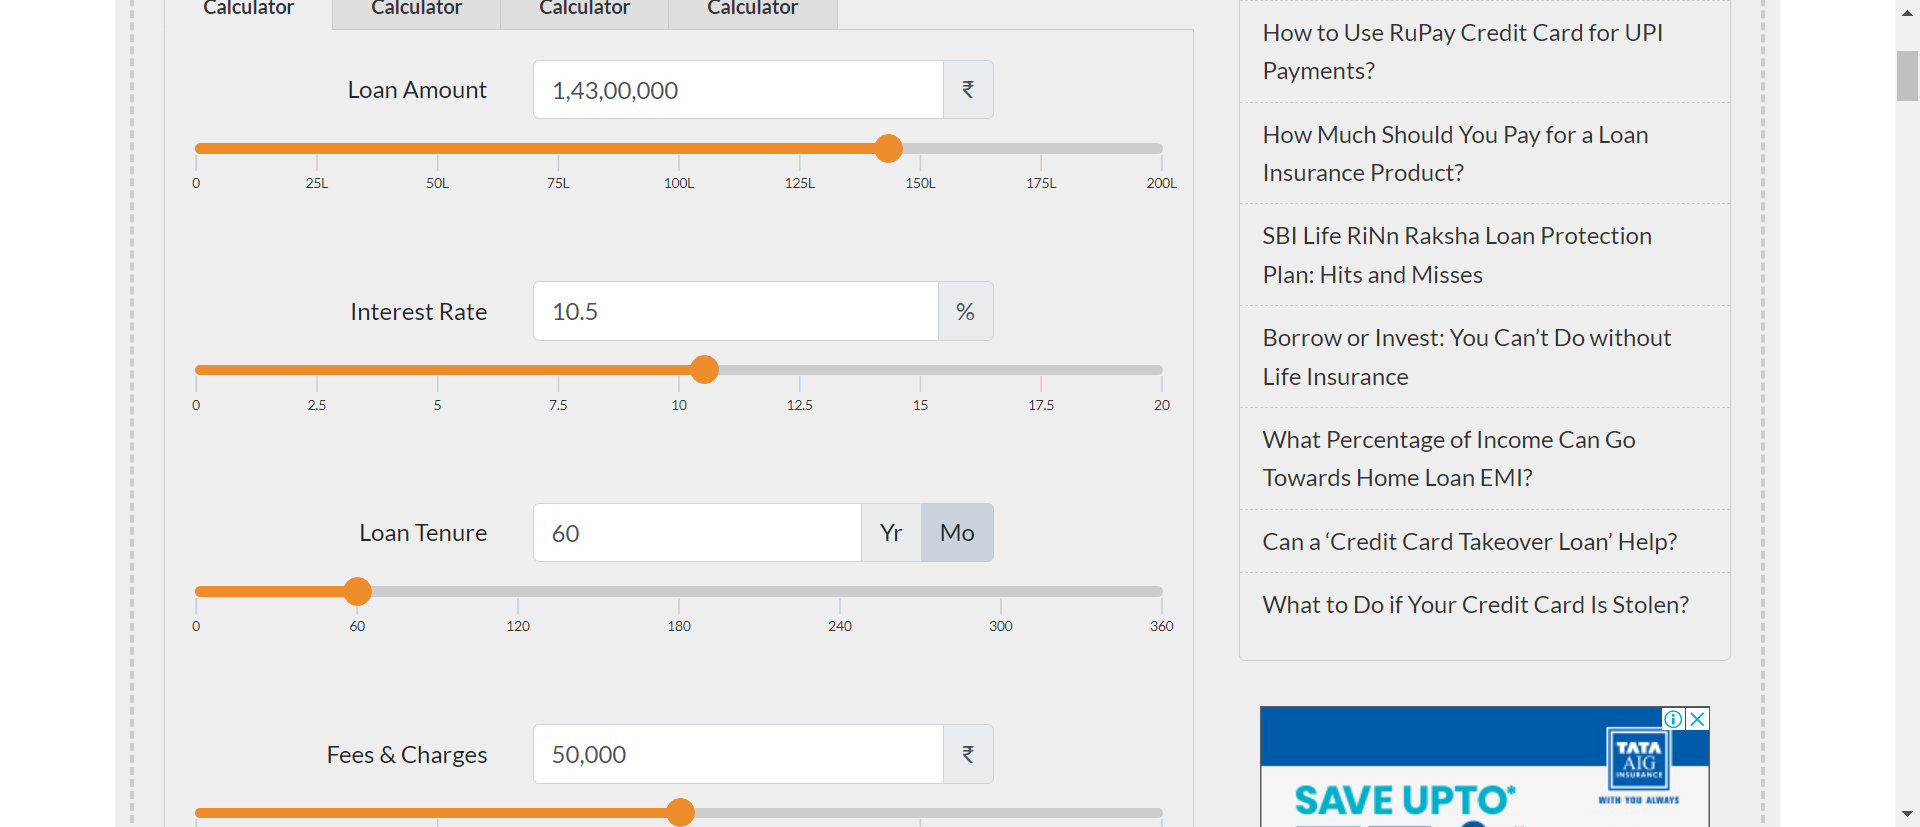 Calculator Calculator Calculator Calculator
Loan Amount 1,43,00,000 ₹
0 25L 50L 75L 100L 125L 150L 175L 200L
Interest Rate 10.5 %
0 2.5 5 7.5 10 12.5 15 17.5 20
Loan Tenure 60 Yr Mo
0 60 120 180 240 300 360
Fees & Charges 50,000 ₹
How to Use RuPay Credit Card for UPI
Payments?
How Much Should You Pay for a Loan
Insurance Product?
SBI Life RiNn Raksha Loan Protection
Plan: Hits and Misses
Borrow or Invest: You Can’t Do without
Life Insurance
What Percentage of Income Can Go
Towards Home Loan EMI?
Can a ‘Credit Card Takeover Loan’ Help?
What to Do if Your Credit Card Is Stolen?
TATA
AIG
INSURANCE
WITH YOU ALWAYS
SAVE UPTO*